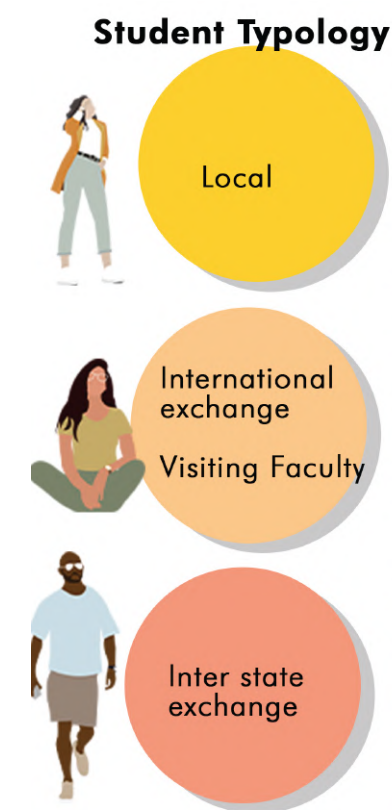 Student Typology
Local
International
exchange
Visiting Faculty
Inter state
exchange